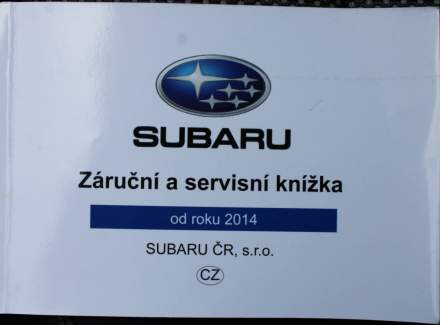 SUBARU
Záruční a servisní knížka
od roku 2014
SUBARU ČR, s.r.o.
CZ